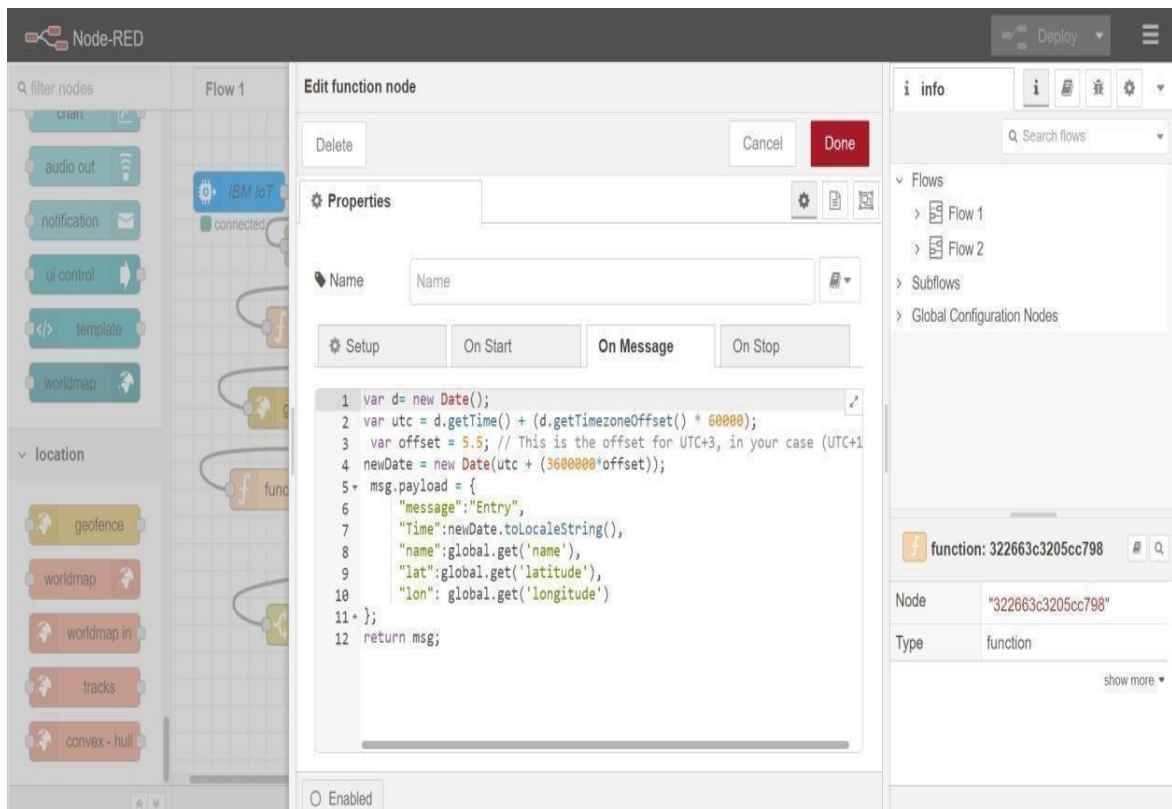 Node-RED
Deploy
filter nodes
chart
audio out
notification
ui control
</> template
worldmap
location
geofence
worldmap
worldmap in
tracks
convex - hull
Flow 1
IBM IoT
connected
g
func
Edit function node
Delete
Cancel
Done
Properties
Name
Name
Setup
On Start
On Message
On Stop
1 var d= new Date();
2 var utc = d.getTime() + (d.getTimezoneOffset() * 60000);
3 var offset = 5.5; // This is the offset for UTC+3, in your case (UTC+1
4 newDate = new Date(utc + (3600000*offset));
5 msg.payload = {
6 "message":"Entry",
7 "Time":newDate.toLocaleString(),
8 "name":global.get('name'),
9 "lat":global.get('latitude'),
10 "lon": global.get('longitude')
11 };
12 return msg;
Enabled
i info
i
Search flows
Flows
Flow 1
Flow 2
Subflows
Global Configuration Nodes
function: 322663c3205cc798
Node "322663c3205cc798"
Type function
show more